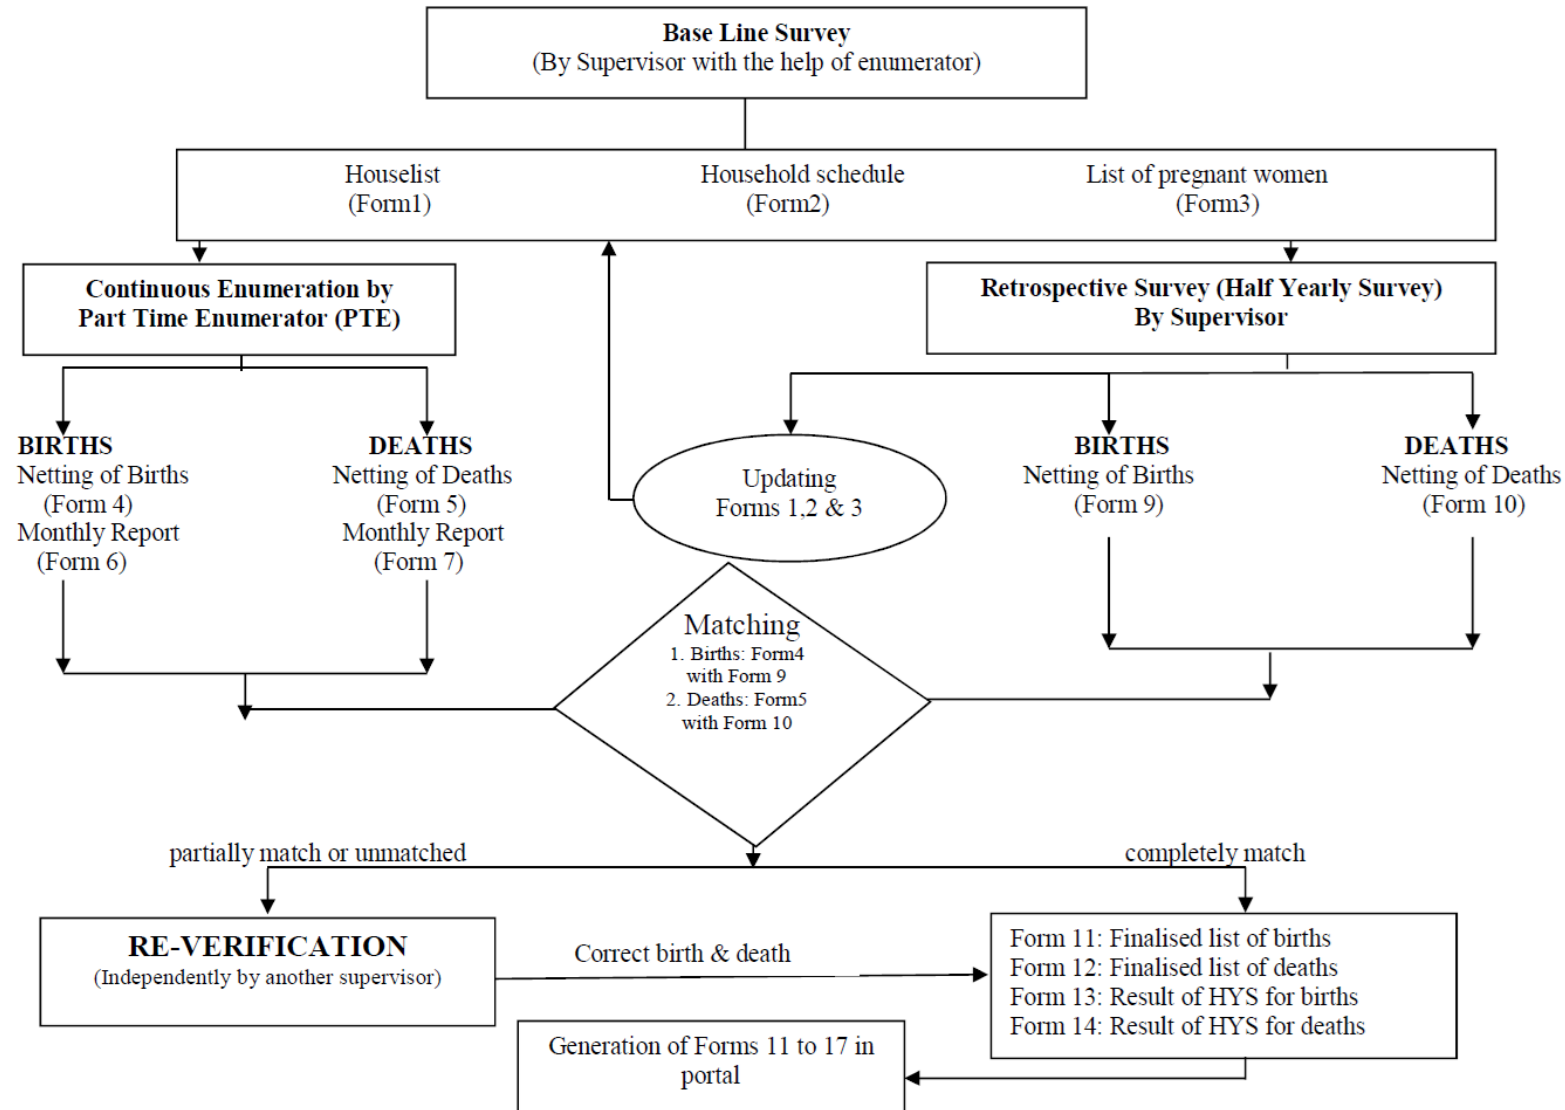 Base Line Survey
(By Supervisor with the help of enumerator)
Houselist
(Form1)
Household schedule
(Form2)
List of pregnant women
(Form3)
Continuous Enumeration by
Part Time Enumerator (PTE)
Retrospective Survey (Half Yearly Survey)
By Supervisor
BIRTHS
Netting of Births
(Form 4)
Monthly Report
(Form 6)
DEATHS
Netting of Deaths
(Form 5)
Monthly Report
(Form 7)
Updating
Forms 1,2 & 3
BIRTHS
Netting of Births
(Form 9)
DEATHS
Netting of Deaths
(Form 10)
Matching
1. Births: Form4
with Form 9
2. Deaths: Form5
with Form 10
partially match or unmatched
completely match
RE-VERIFICATION
(Independently by another supervisor)
Correct birth & death
Form 11: Finalised list of births
Form 12: Finalised list of deaths
Form 13: Result of HYS for births
Form 14: Result of HYS for deaths
Generation of Forms 11 to 17 in
portal